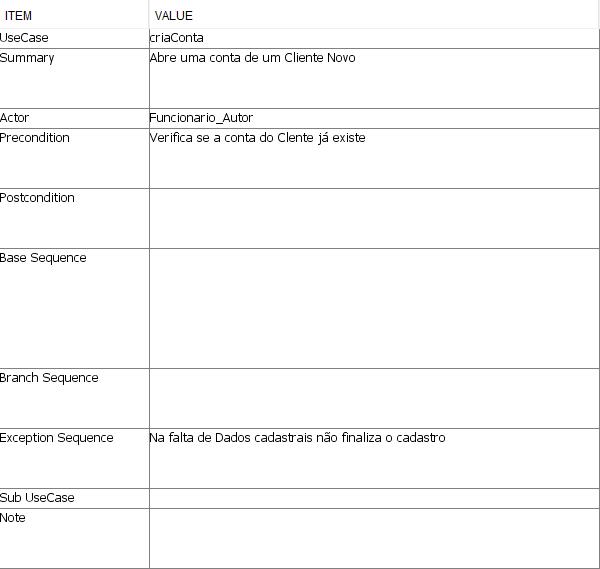 ITEM VALUE
UseCase criaConta
Summary Abre uma conta de um Cliente Novo
Actor Funcionario_Autor
Precondition Verifica se a conta do Clente já existe
Postcondition
Base Sequence
Branch Sequence
Exception Sequence Na falta de Dados cadastrais não finaliza o cadastro
Sub UseCase
Note